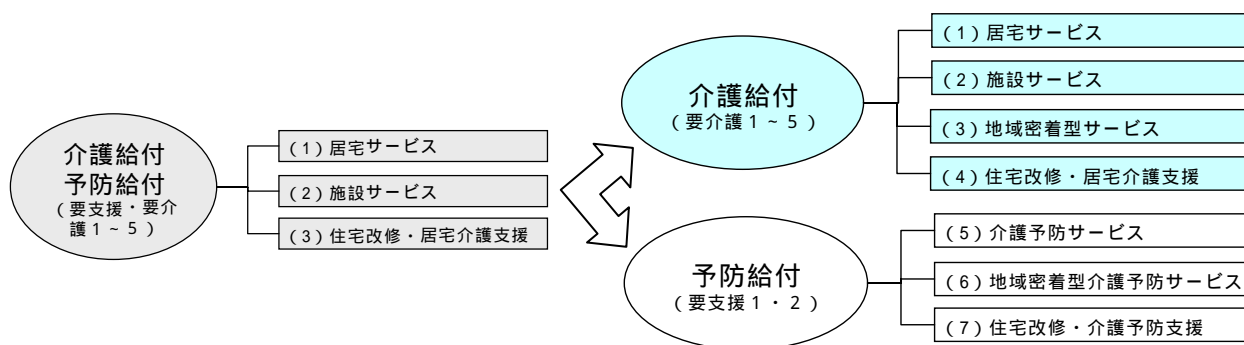 介護給付
予防給付
（要支援・要介
護１～５）
（１）居宅サービス
（２）施設サービス
（３）住宅改修・居宅介護支援
介護給付
（要介護１～５）
（１）居宅サービス
（２）施設サービス
（３）地域密着型サービス
（４）住宅改修・居宅介護支援
予防給付
（要支援１・２）
（５）介護予防サービス
（６）地域密着型介護予防サービス
（７）住宅改修・介護予防支援